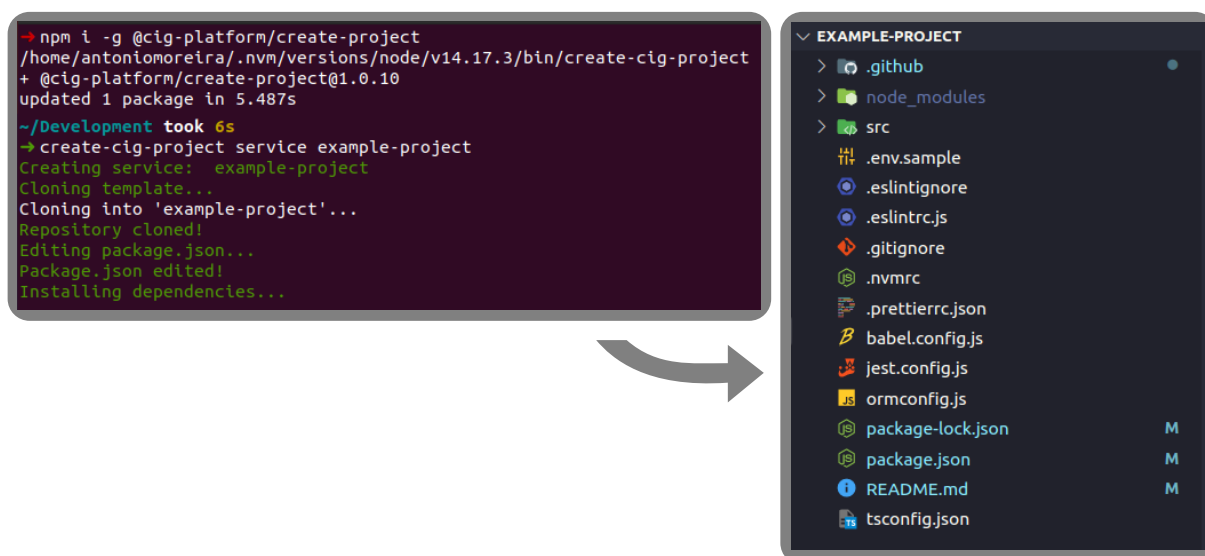 → npm i -g @cig-platform/create-project
/home/antoniomoreira/.nvm/versions/node/v14.17.3/bin/create-cig-project
+ @cig-platform/create-project@1.0.10
updated 1 package in 5.487s
~/Development took 6s
→ create-cig-project service example-project
Creating service:  example-project
Cloning template...
Cloning into 'example-project'...
Repository cloned!
Editing package.json...
Package.json edited!
Installing dependencies...
EXAMPLE-PROJECT
.github
node_modules
src
.env.sample
.eslintignore
.eslintrc.js
.gitignore
.nvmrc
.prettierrc.json
babel.config.js
jest.config.js
JS ormconfig.js
package-lock.json M
package.json M
README.md M
TS tsconfig.json